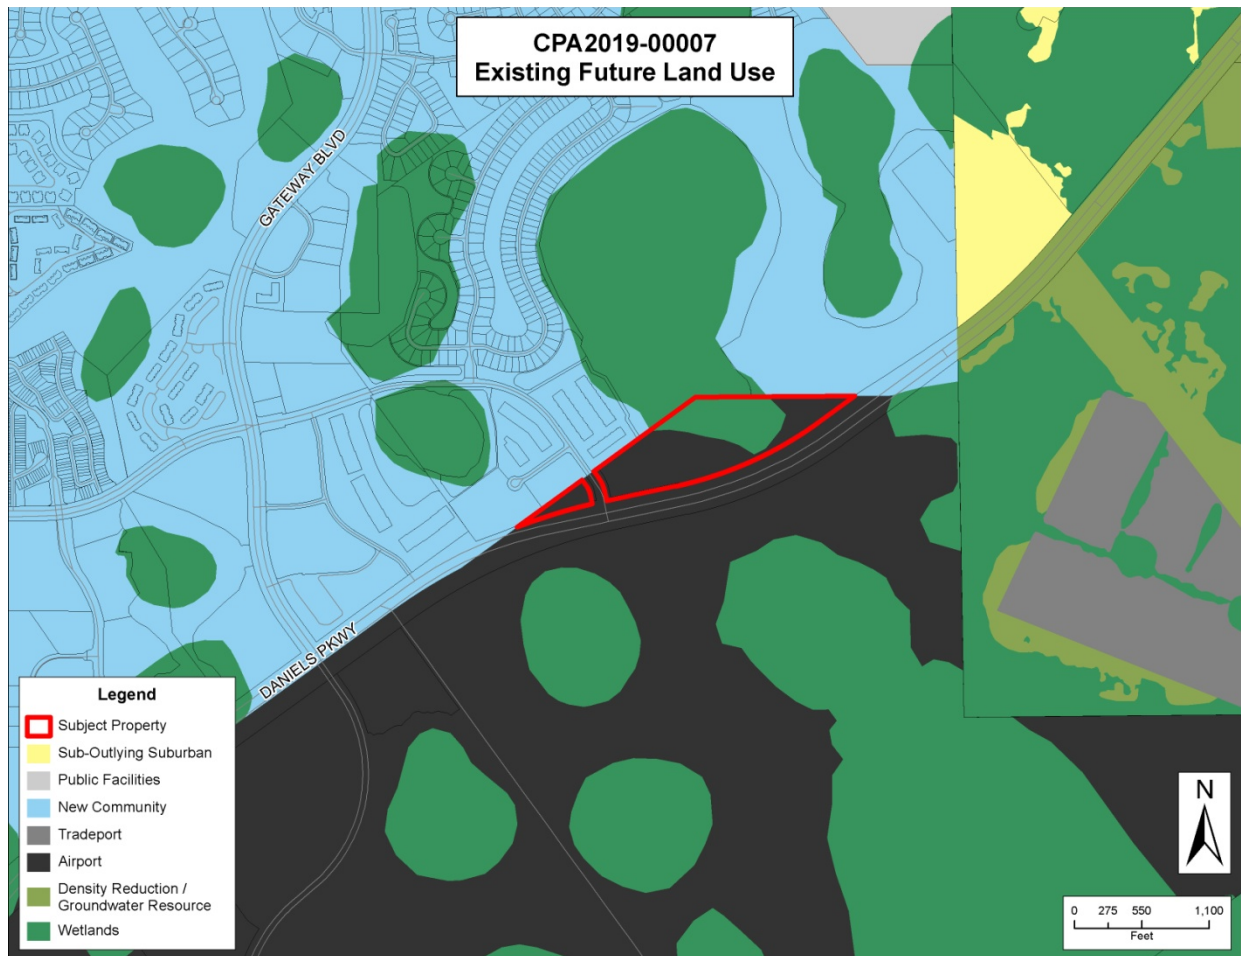 CPA2019-00007
Existing Future Land Use
GATEWAY BLVD
DANIELS PKWY
Legend
Subject Property
Sub-Outlying Suburban
Public Facilities
New Community
Tradeport
Airport
Density Reduction /
Groundwater Resource
Wetlands
N
0 275 550 1,100
Feet